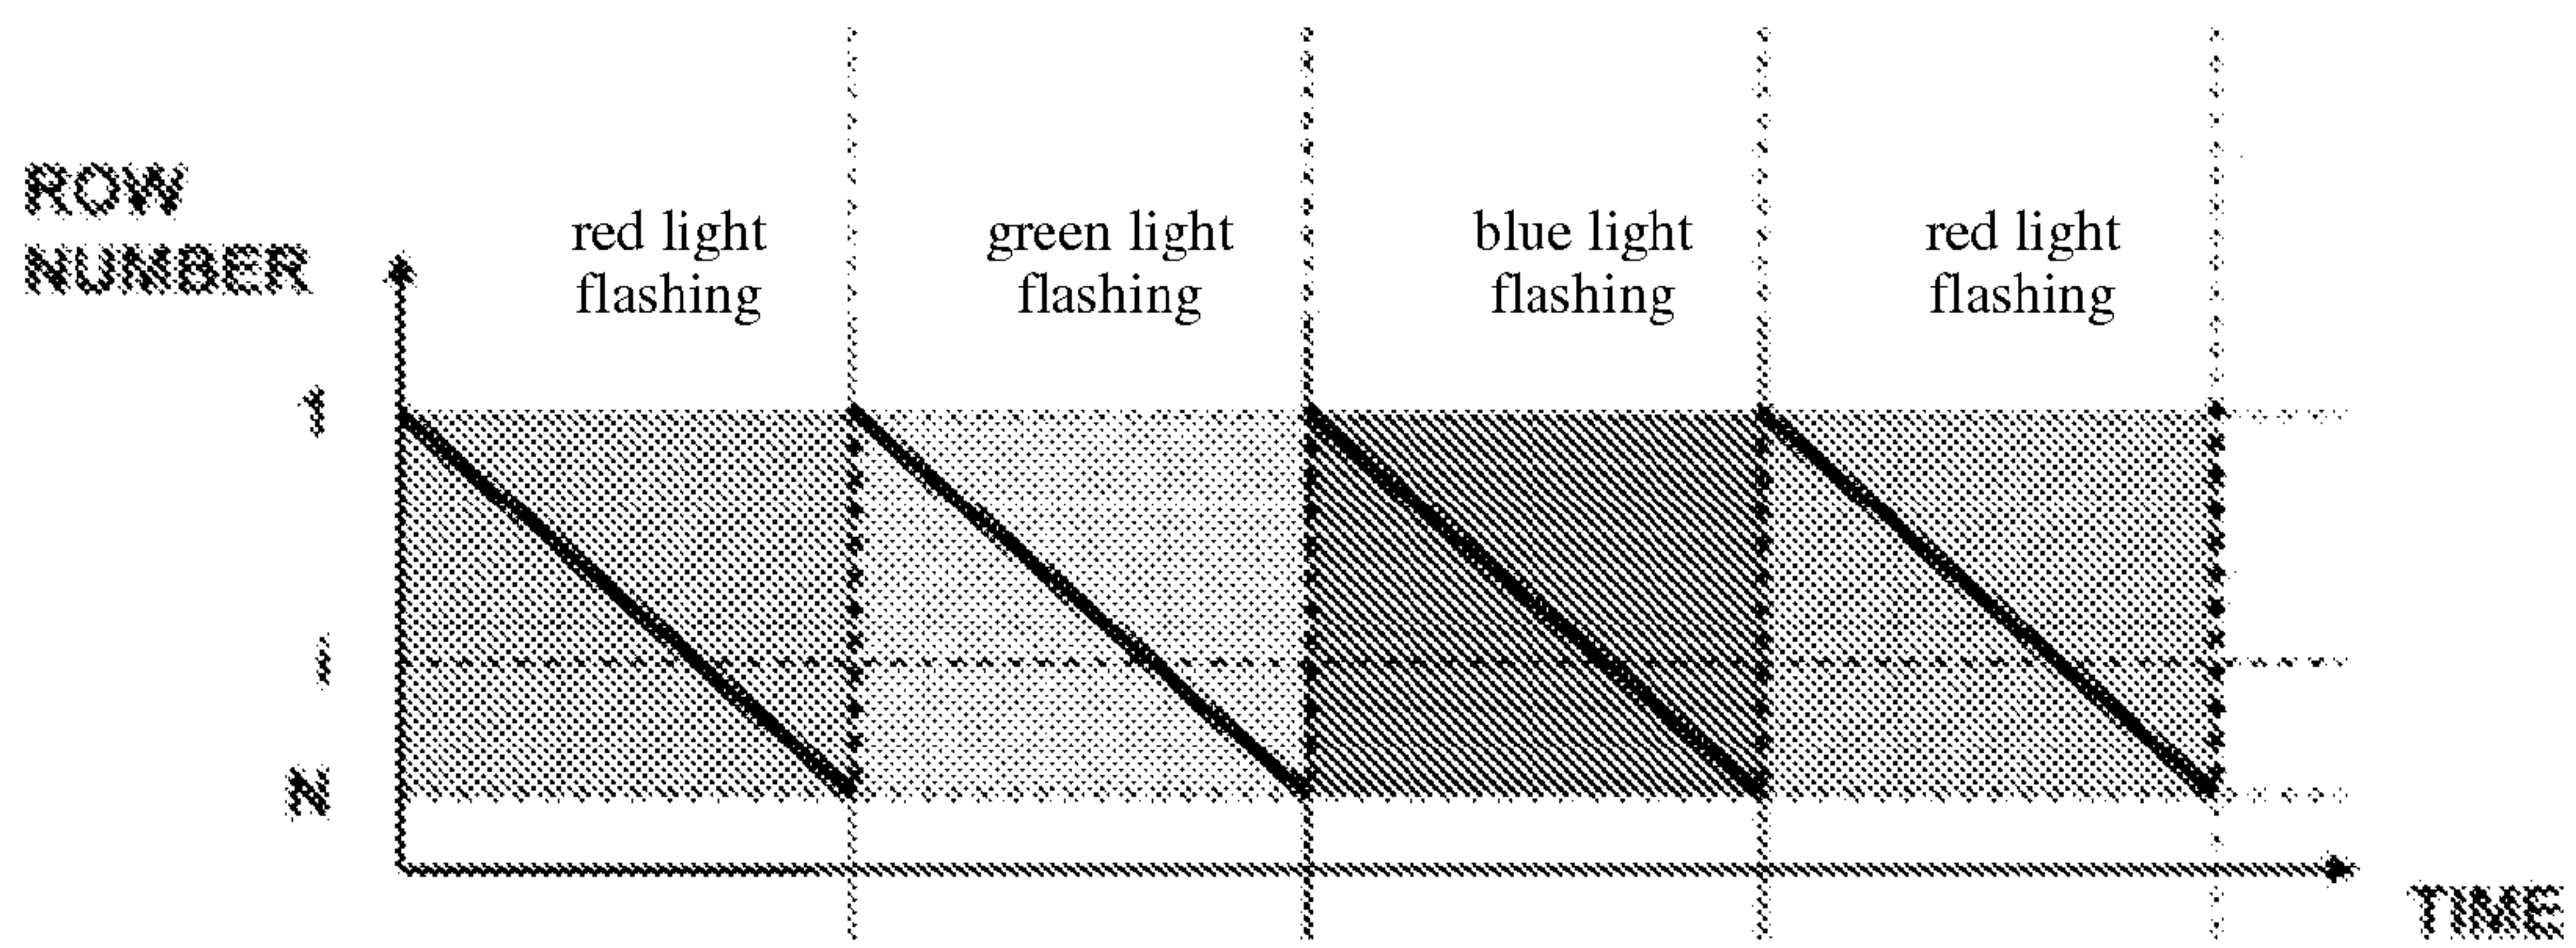 ROW
NUMBER
red light
flashing
green light
flashing
blue light
flashing
red light
flashing
1
N
TIME